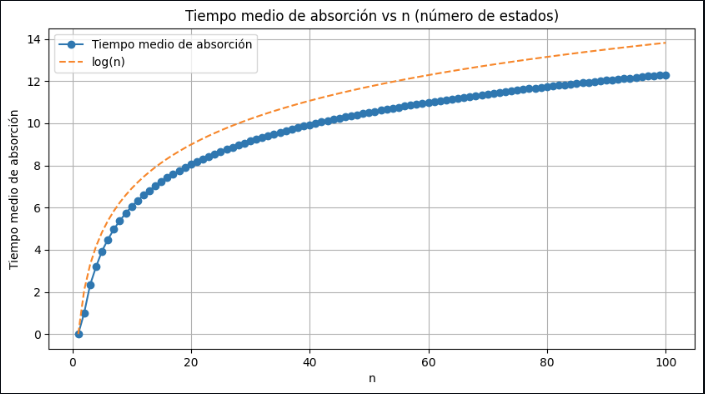 Tiempo medio de absorción vs n (número de estados)
Tiempo medio de absorción
log(n)
Tiempo medio de absorción
14
12
10
8
6
4
2
0
0 20 40 60 80 100
n